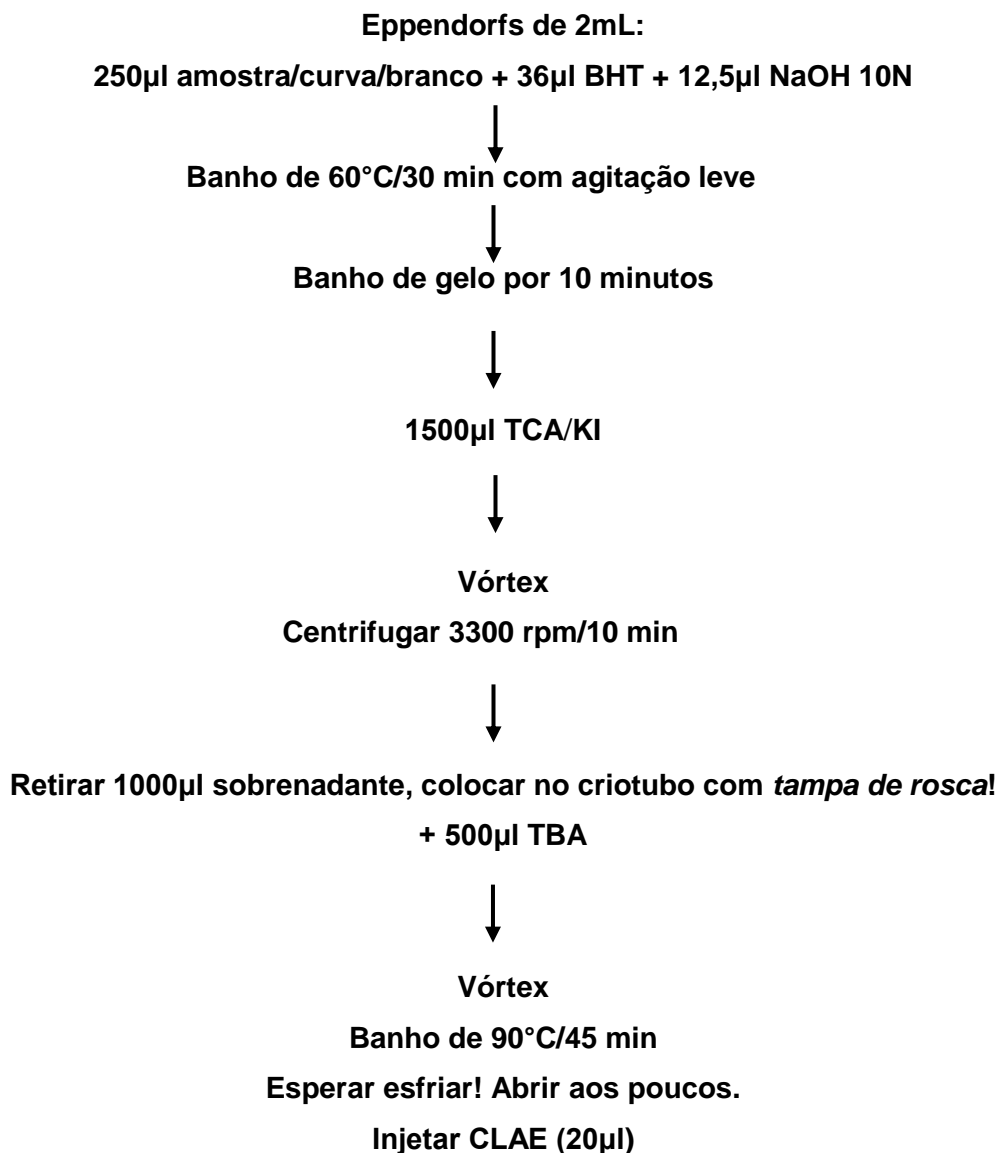 Eppendorfs de 2mL:
250µl amostra/curva/branco + 36µl BHT + 12,5µl NaOH 10N
Banho de 60°C/30 min com agitação leve
Banho de gelo por 10 minutos
1500µl TCA/KI
Vórtex
Centrifugar 3300 rpm/10 min
Retirar 1000µl sobrenadante, colocar no criotubo com tampa de rosca!
+ 500µl TBA
Vórtex
Banho de 90°C/45 min
Esperar esfriar! Abrir aos poucos.
Injetar CLAE (20µl)